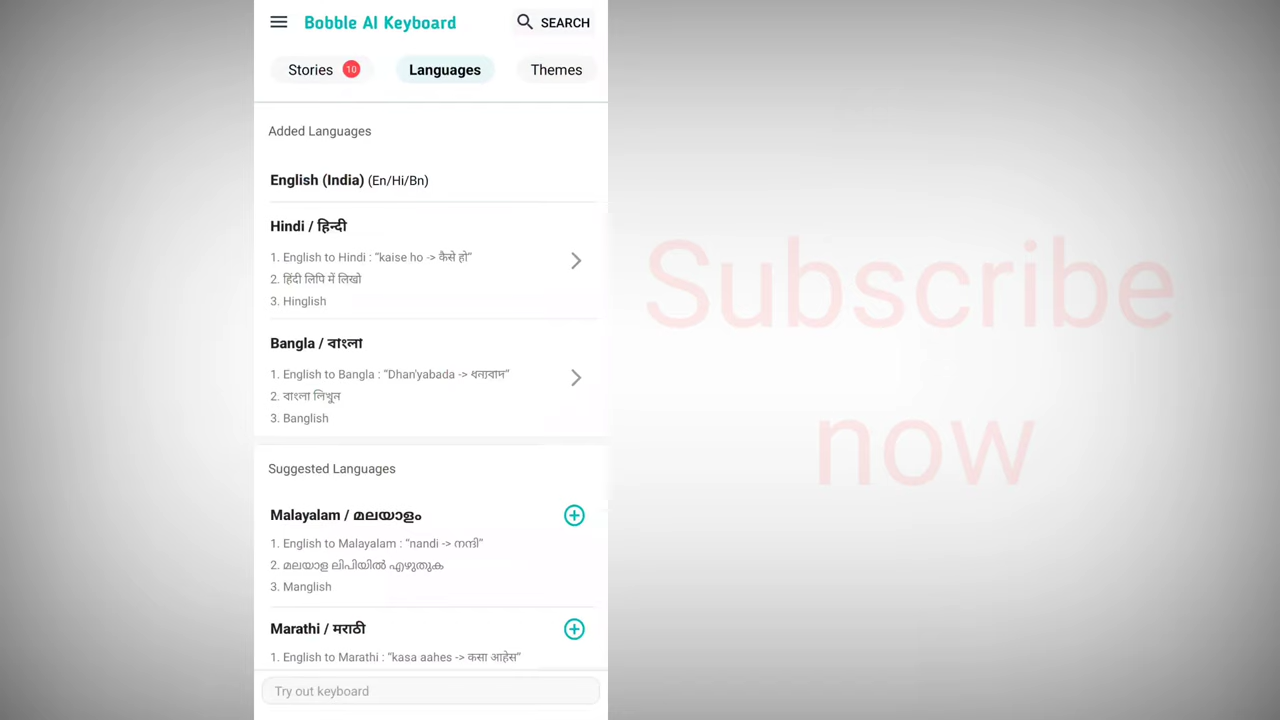 Bobble AI Keyboard
SEARCH
Stories 10
Languages
Themes
Added Languages
English (India) (En/Hi/Bn)
Hindi / हिन्दी
1. English to Hindi : “kaise ho -> कैसे हो”
2. हिंदी लिपि में लिखो
3. Hinglish
Bangla / বাংলা
1. English to Bangla : “Dhan'yabada -> ধন্যবাদ”
2. বাংলা লিখুন
3. Banglish
Suggested Languages
Malayalam / മലയാളം
1. English to Malayalam : “nandi -> നന്ദി”
2. മലയാള ലിപിയിൽ എഴുതുക
3. Manglish
Marathi / मराठी
1. English to Marathi : “kasa aahes -> कसा आहेस”
Try out keyboard
Subscribe
now